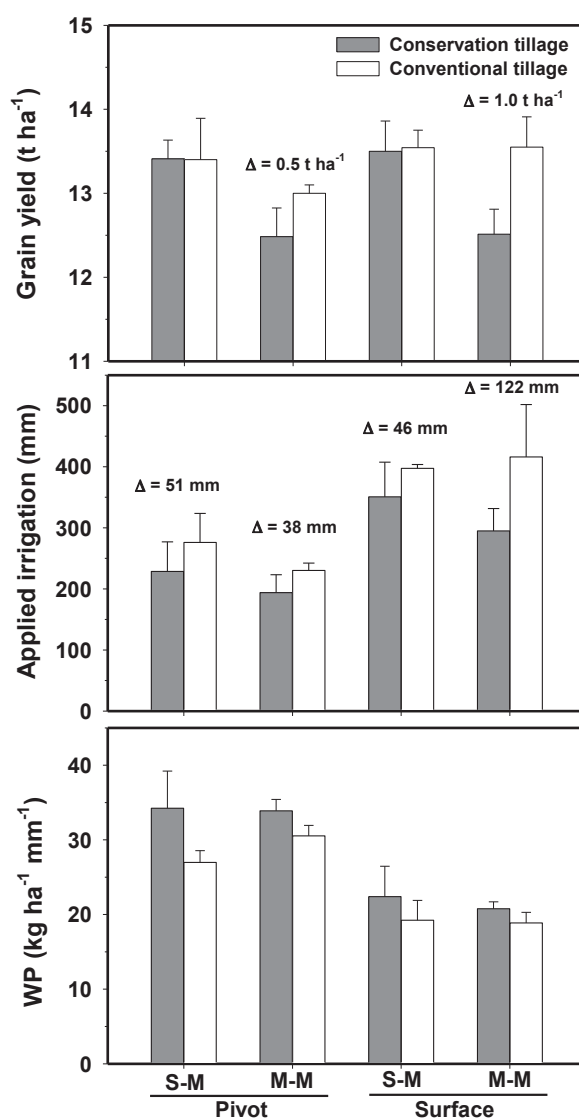 15
Conservation tillage
Conventional tillage
14
Δ = 1.0 t ha⁻¹
Δ = 0.5 t ha⁻¹
13
12
11
Grain yield (t ha⁻¹)
500
Δ = 122 mm
Δ = 46 mm
400
Δ = 51 mm
300
Δ = 38 mm
200
100
0
Applied irrigation (mm)
40
30
20
10
0
WP (kg ha⁻¹ mm⁻¹)
S-M M-M S-M M-M
Pivot Surface